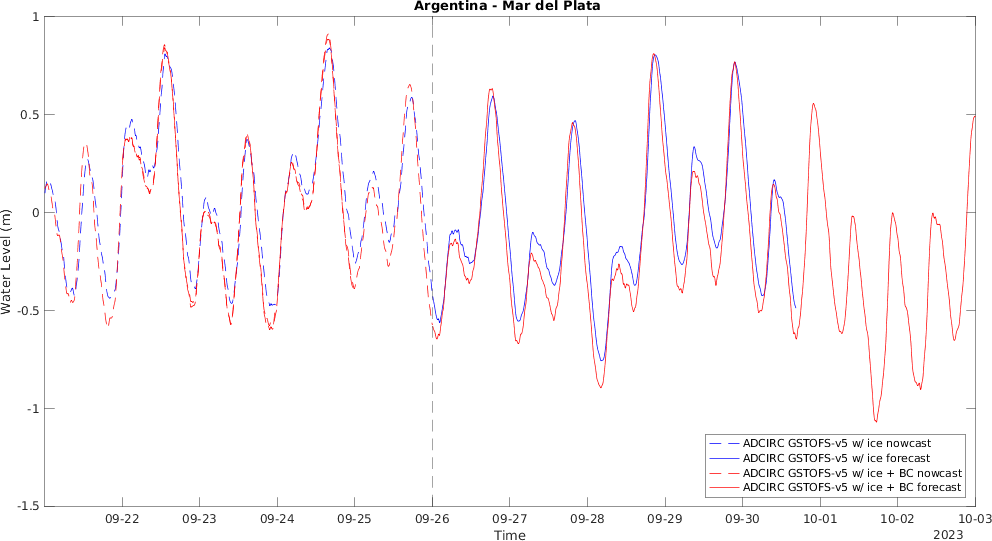 Argentina - Mar del Plata
1
0.5
0
-0.5
-1
-1.5
Water Level (m)
ADCIRC GSTOFS-v5 w/ ice nowcast
ADCIRC GSTOFS-v5 w/ ice forecast
ADCIRC GSTOFS-v5 w/ ice + BC nowcast
ADCIRC GSTOFS-v5 w/ ice + BC forecast
09-22 09-23 09-24 09-25 09-26 09-27 09-28 09-29 09-30 10-01 10-02 10-03
Time
2023